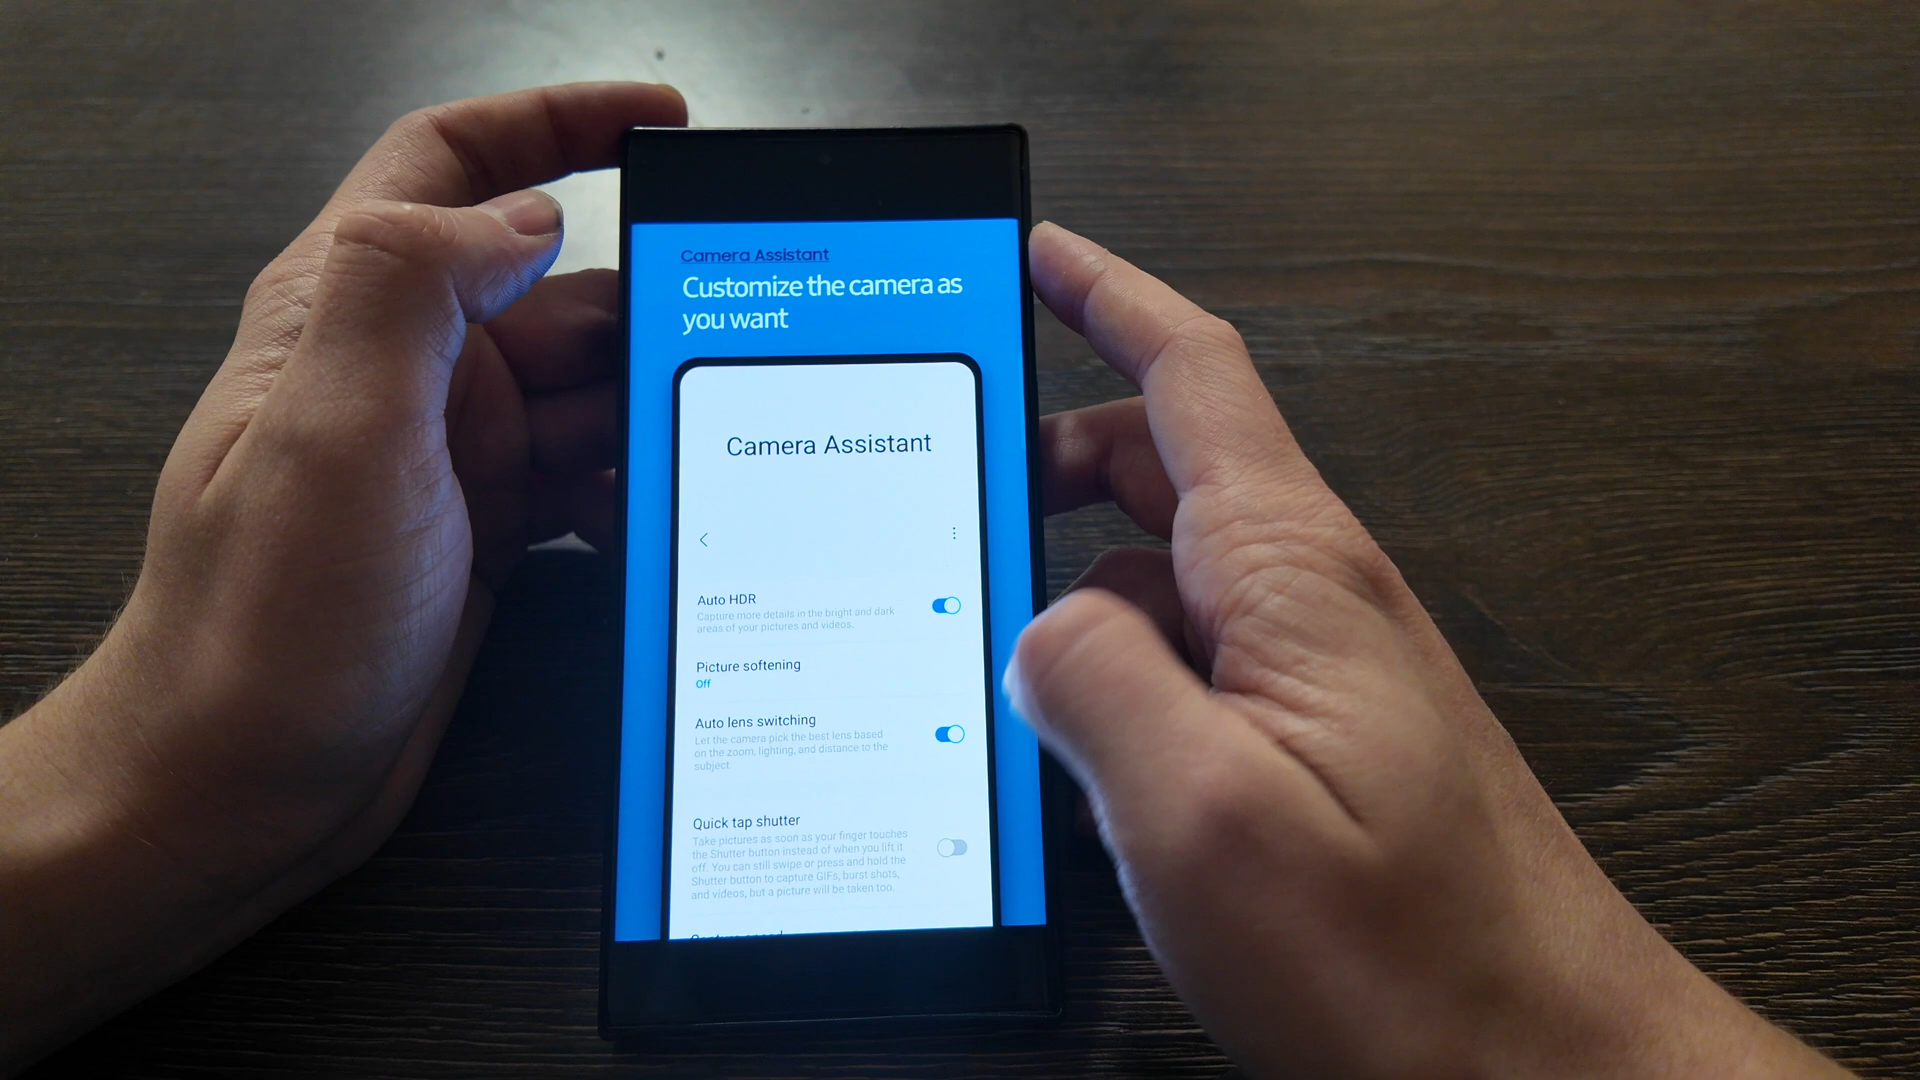 Camera Assistant
Customize the camera as
you want
Camera Assistant
Auto HDR
Capture more details in the bright and dark
areas of your pictures and videos.
Picture softening
Off
Auto lens switching
Let the camera pick the best lens based
on the zoom, lighting, and distance to the
subject.
Quick tap shutter
Take pictures as soon as your finger touches
the Shutter button instead of when you lift it
off. You can still swipe or press and hold the
Shutter button to capture GIFs, burst shots,
and videos, but a picture will be taken too.